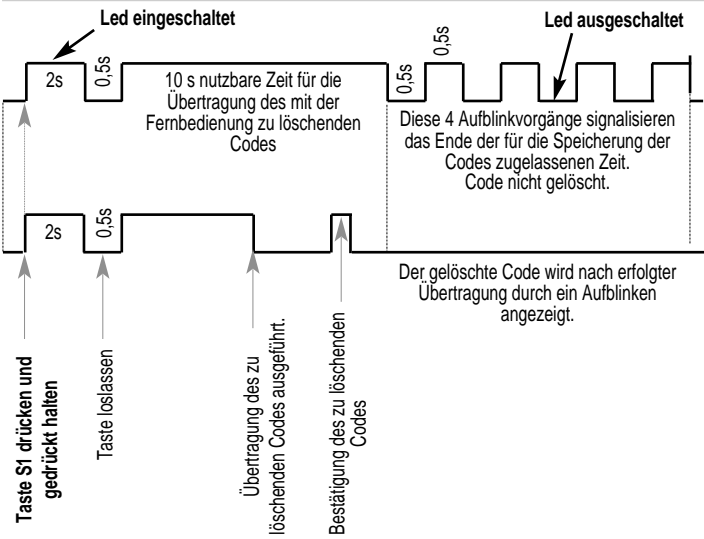 Led eingeschaltet
Led ausgeschaltet
2s
0,5s
10 s nutzbare Zeit für die
Übertragung des mit der
Fernbedienung zu löschenden
Codes
0,5s
0,5s
Diese 4 Aufblinkvorgänge signalisieren
das Ende der für die Speicherung der
Codes zugelassenen Zeit.
Code nicht gelöscht.
2s
0,5s
Der gelöschte Code wird nach erfolgter
Übertragung durch ein Aufblinken
angezeigt.
Taste S1 drücken und
gedrückt halten
Taste loslassen
Übertragung des zu
löschenden Codes ausgeführt.
Bestätigung des zu löschenden
Codes